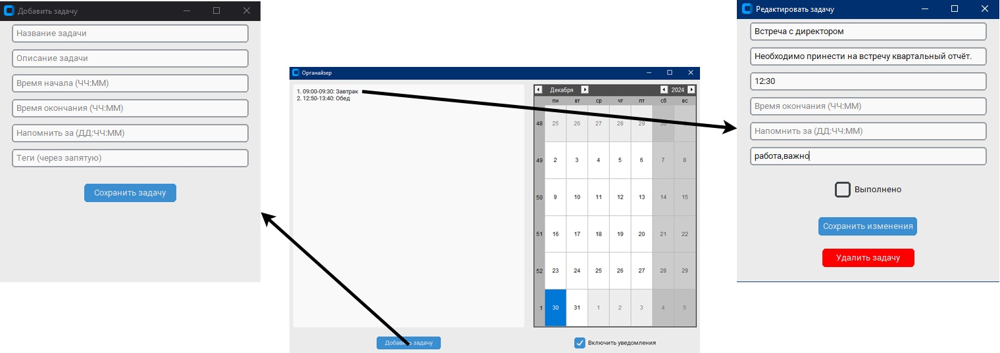 Добавить задачу
Название задачи
Описание задачи
Время начала (ЧЧ:ММ)
Время окончания (ЧЧ:ММ)
Напомнить за (ДД:ЧЧ:ММ)
Теги (через запятую)
Сохранить задачу
Органайзер
1. 09:00-09:30: Завтрак
2. 12:50-13:40: Обед
Декабря 2024
пн вт ср чт пт сб вс
48 25 26 27 28 29 30
49 2 3 4 5 6 7 8
50 9 10 11 12 13 14 15
51 16 17 18 19 20 21 22
52 23 24 25 26 27 28 29
1 30 31 1 2 3 4 5
Добавить задачу
Включить уведомления
Редактировать задачу
Встреча с директором
Необходимо принести на встречу квартальный отчёт.
12:30
Время окончания (ЧЧ:ММ)
Напомнить за (ДД:ЧЧ:ММ)
работа,важно
Выполнено
Сохранить изменения
Удалить задачу